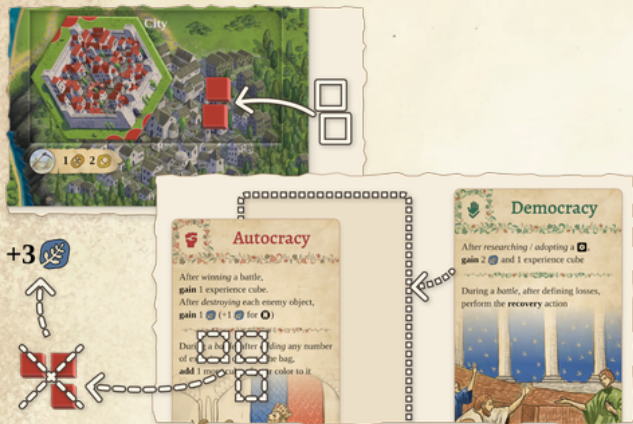 City
1 2
+3
Autocracy
After winning a battle,
gain 1 experience cube.
After destroying each enemy object,
gain 1 (+1 for )
During a after any number
of the bag,
add 1 color to it
Democracy
After researching / adopting a ,
gain 2 and 1 experience cube
During a battle, after defining losses,
perform the recovery action